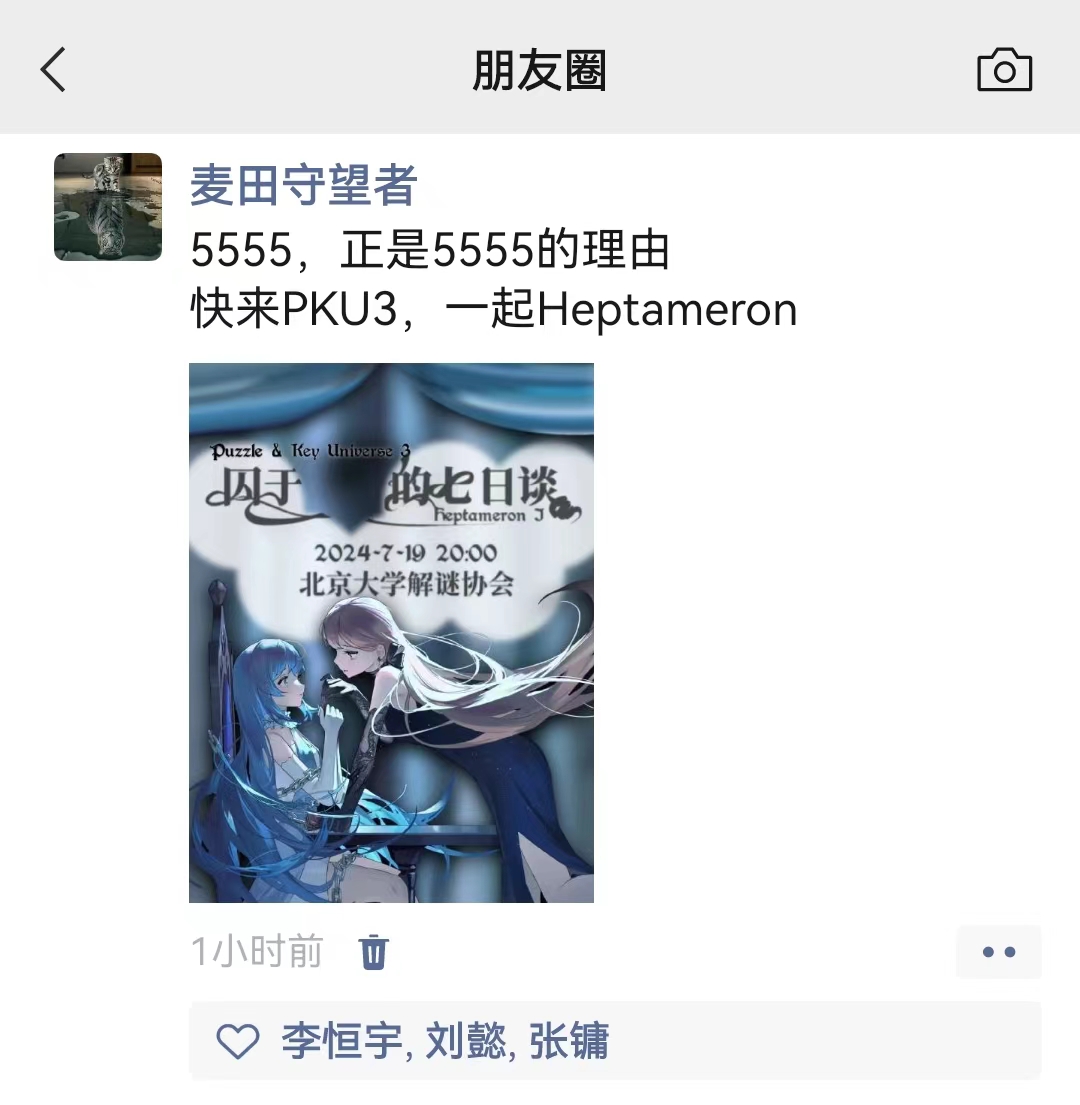 朋友圈
麦田守望者
5555，正是5555的理由
快来PKU3，一起Heptameron
Puzzle & Key Universe 3
囚于 的七日谈
Heptameron J
2024-7-19 20:00
北京大学解谜协会
1小时前
李恒宇, 刘懿, 张镛